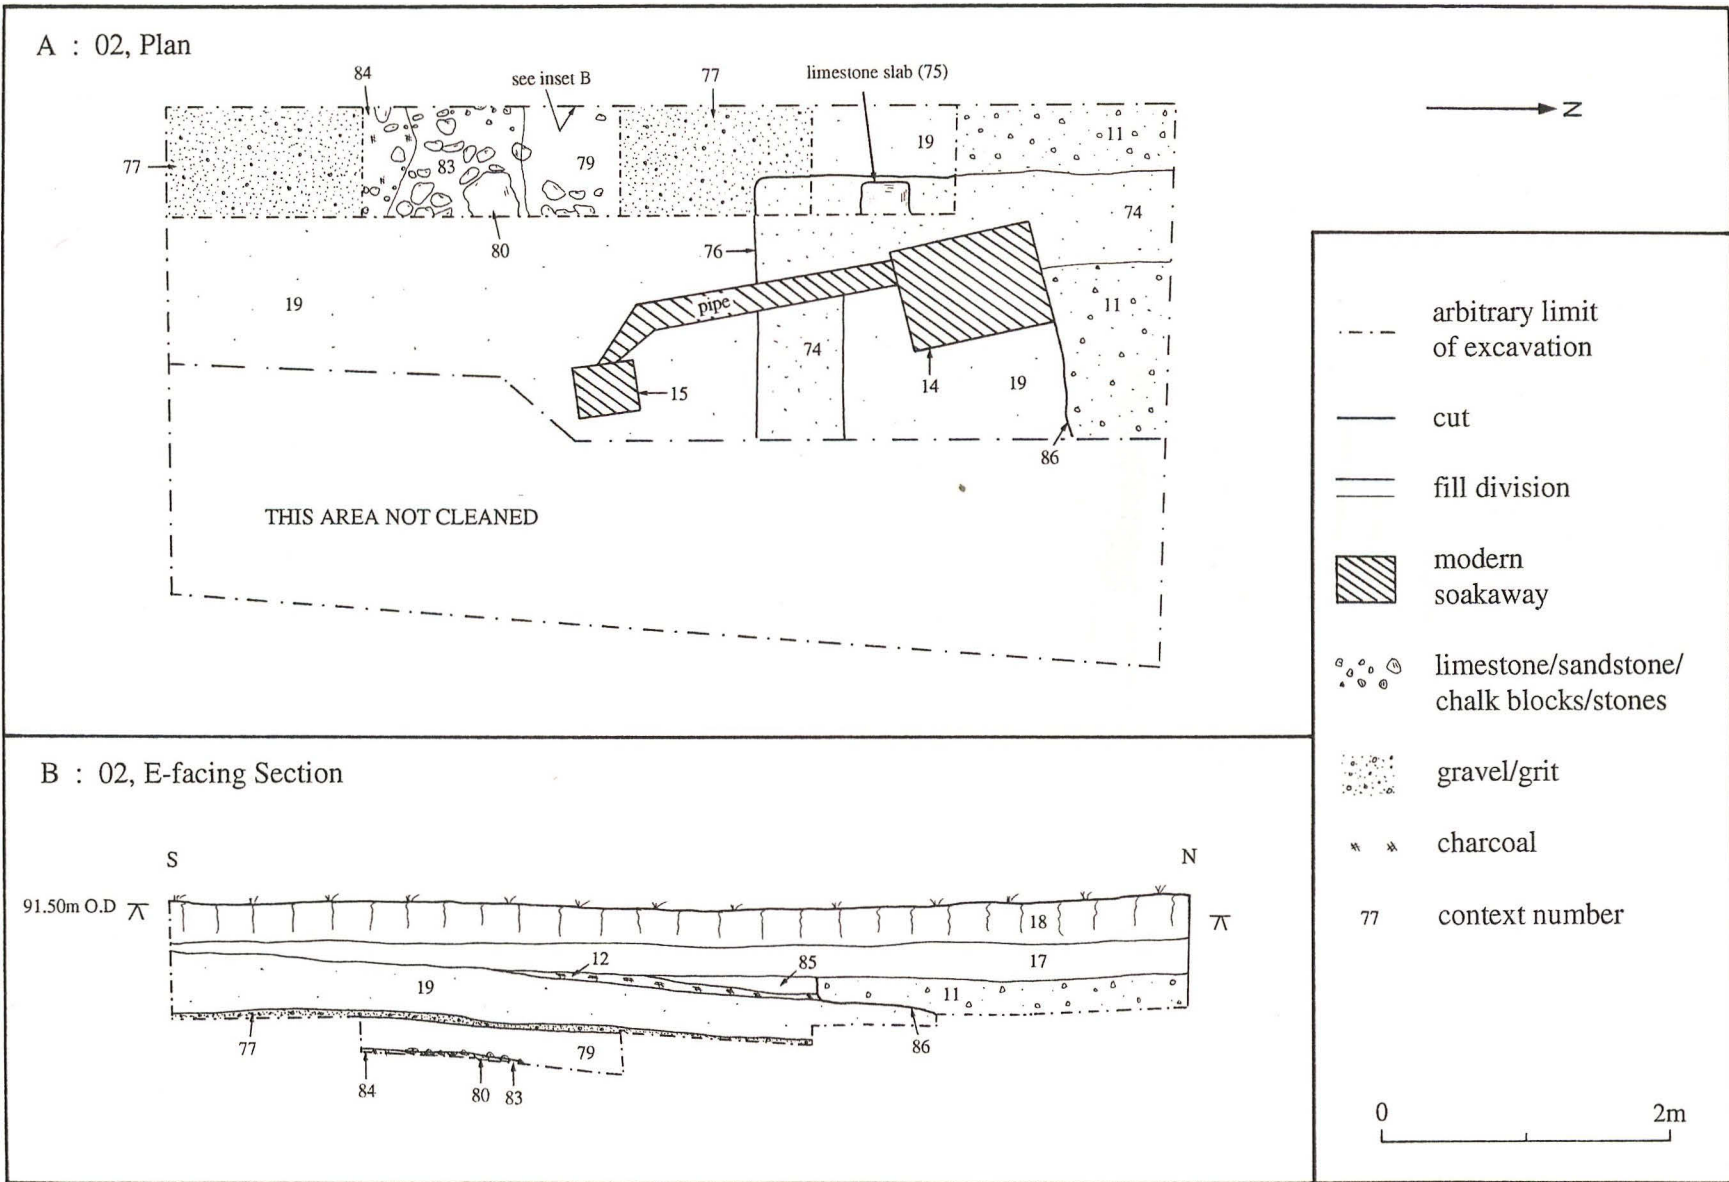 A : 02, Plan
84
see inset B
77
limestone slab (75)
N
77
83
79
19
11
80
76
74
19
pipe
11
74
15
14
19
86
THIS AREA NOT CLEANED
arbitrary limit
of excavation
cut
fill division
modern
soakaway
limestone/sandstone/
chalk blocks/stones
gravel/grit
charcoal
77
context number
0
2m
B : 02, E-facing Section
S
N
91.50m O.D
18
12
85
17
19
11
77
79
86
84
80
83